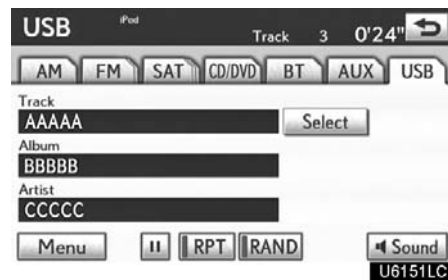 USB iPod Track 3 0'24"
AM FM SAT CD/DVD BT AUX USB
Track
AAAAA Select
Album
BBBBB
Artist
CCCCC
Menu RPT RAND Sound
U6151LC